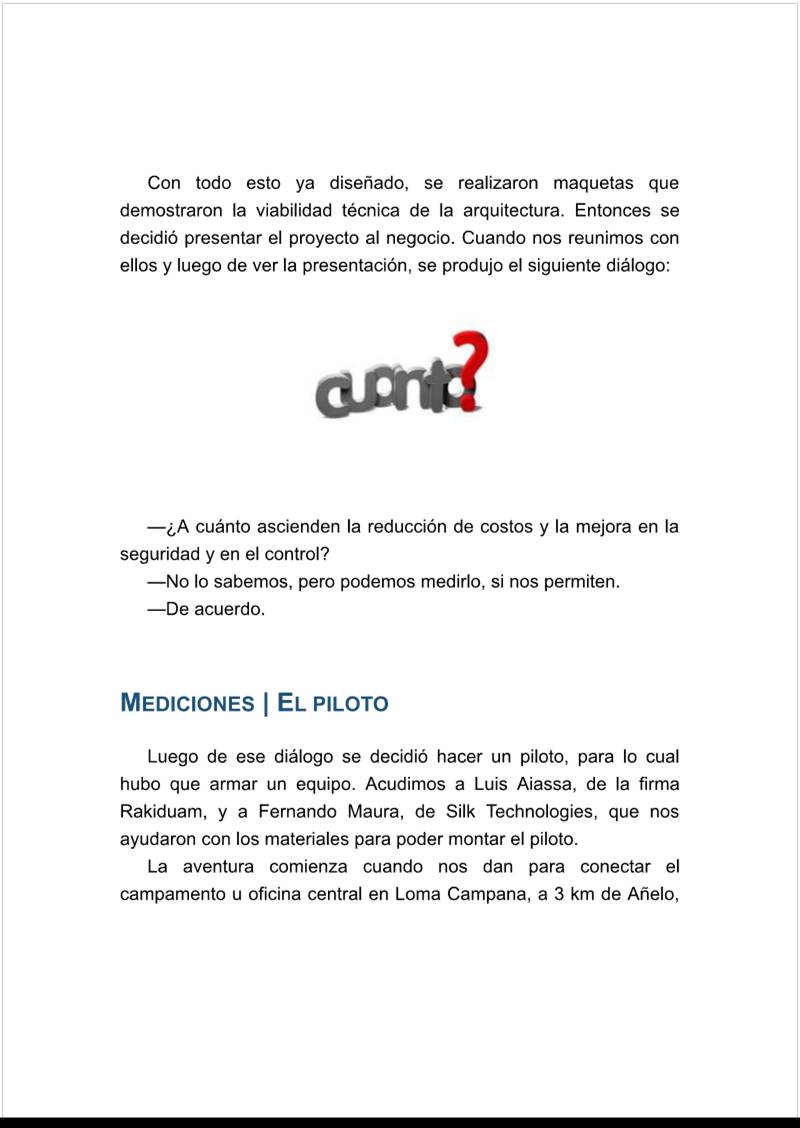 Con todo esto ya diseñado, se realizaron maquetas que
demostraron la viabilidad técnica de la arquitectura. Entonces se
decidió presentar el proyecto al negocio. Cuando nos reunimos con
ellos y luego de ver la presentación, se produjo el siguiente diálogo:
cuanto?
—¿A cuánto ascienden la reducción de costos y la mejora en la
seguridad y en el control?
—No lo sabemos, pero podemos medirlo, si nos permiten.
—De acuerdo.
MEDICIONES | EL PILOTO
Luego de ese diálogo se decidió hacer un piloto, para lo cual
hubo que armar un equipo. Acudimos a Luis Aiassa, de la firma
Rakiduam, y a Fernando Maura, de Silk Technologies, que nos
ayudaron con los materiales para poder montar el piloto.
La aventura comienza cuando nos dan para conectar el
campamento u oficina central en Loma Campana, a 3 km de Añelo,